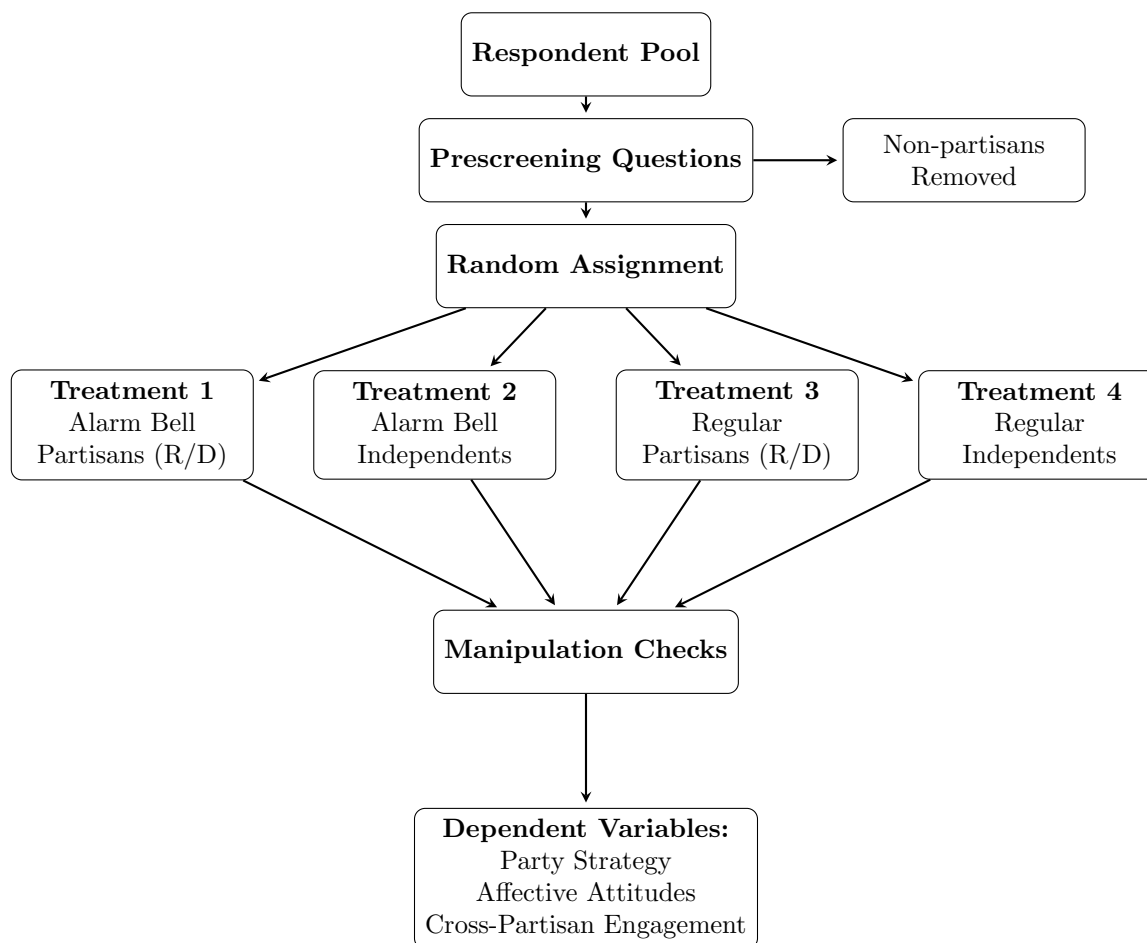 Respondent Pool
Prescreening Questions
Non-partisans
Removed
Random Assignment
Treatment 1
Alarm Bell
Partisans (R/D)
Treatment 2
Alarm Bell
Independents
Treatment 3
Regular
Partisans (R/D)
Treatment 4
Regular
Independents
Manipulation Checks
Dependent Variables:
Party Strategy
Affective Attitudes
Cross-Partisan Engagement